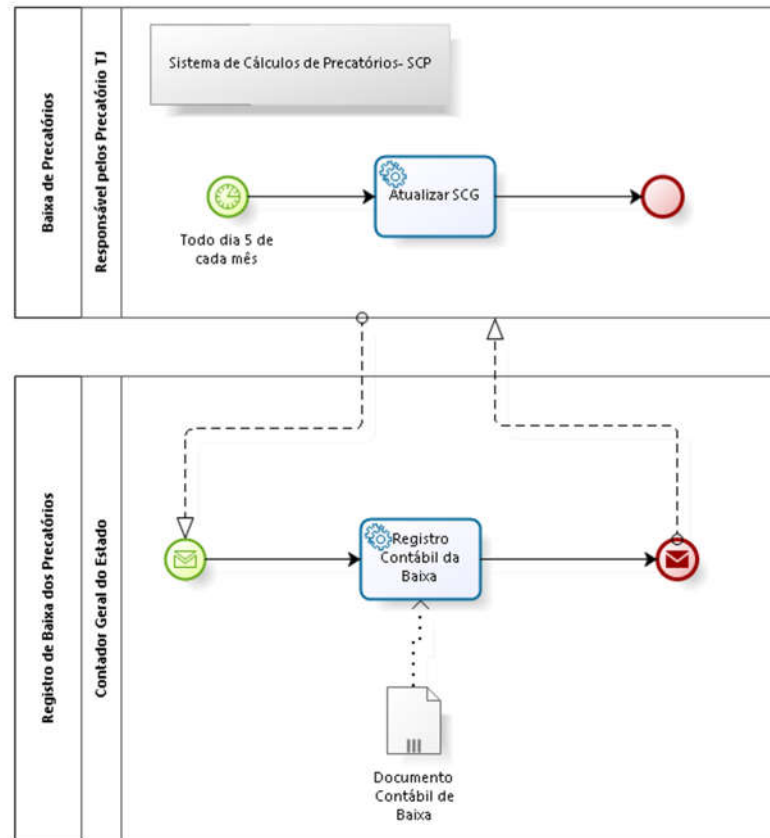 Baixa de Precatórios
Responsável pelos Precatório TJ
Sistema de Cálculos de Precatórios- SCP
Atualizar SCG
Todo dia 5 de
cada mês
Registro de Baixa dos Precatórios
Contador Geral do Estado
Registro
Contábil da
Baixa
Documento
Contábil de
Baixa